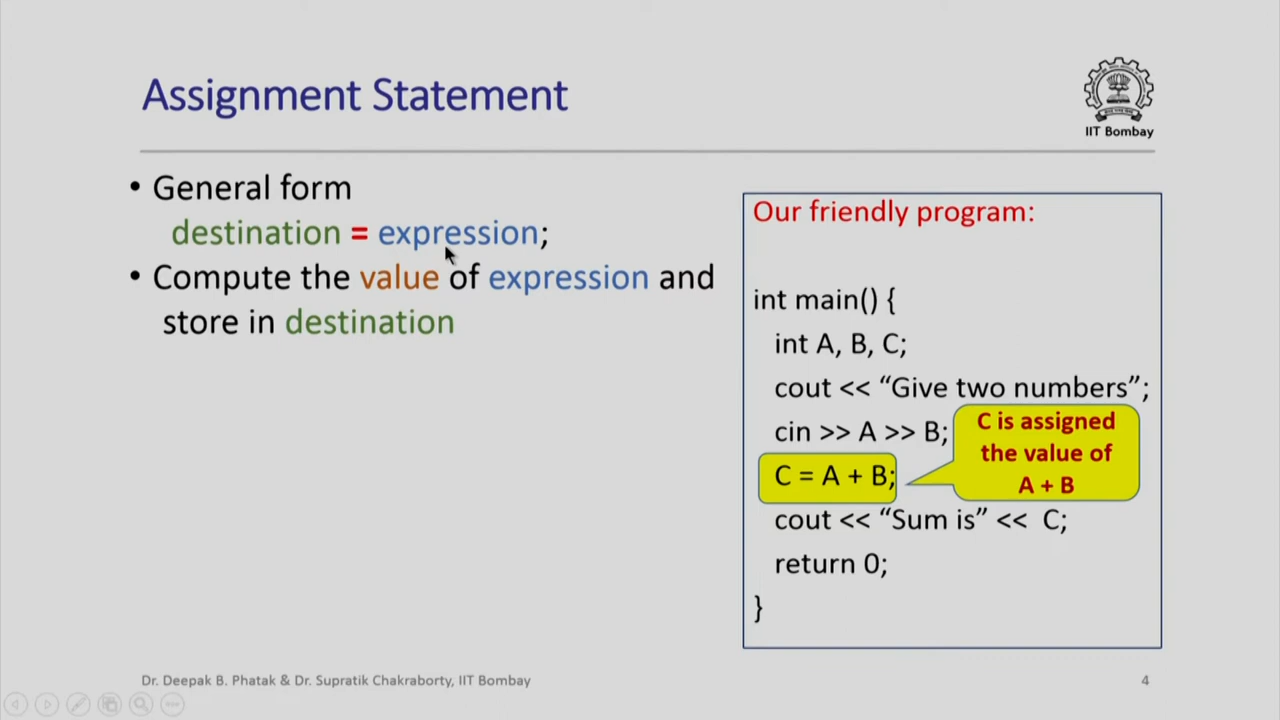 Assignment Statement
IIT Bombay
• General form
destination = expression;
• Compute the value of expression and
store in destination
Our friendly program:
int main() {
int A, B, C;
cout << “Give two numbers”;
cin >> A >> B;
C = A + B;
C is assigned
the value of
A + B
cout << “Sum is” << C;
return 0;
}
Dr. Deepak B. Phatak & Dr. Supratik Chakraborty, IIT Bombay
4